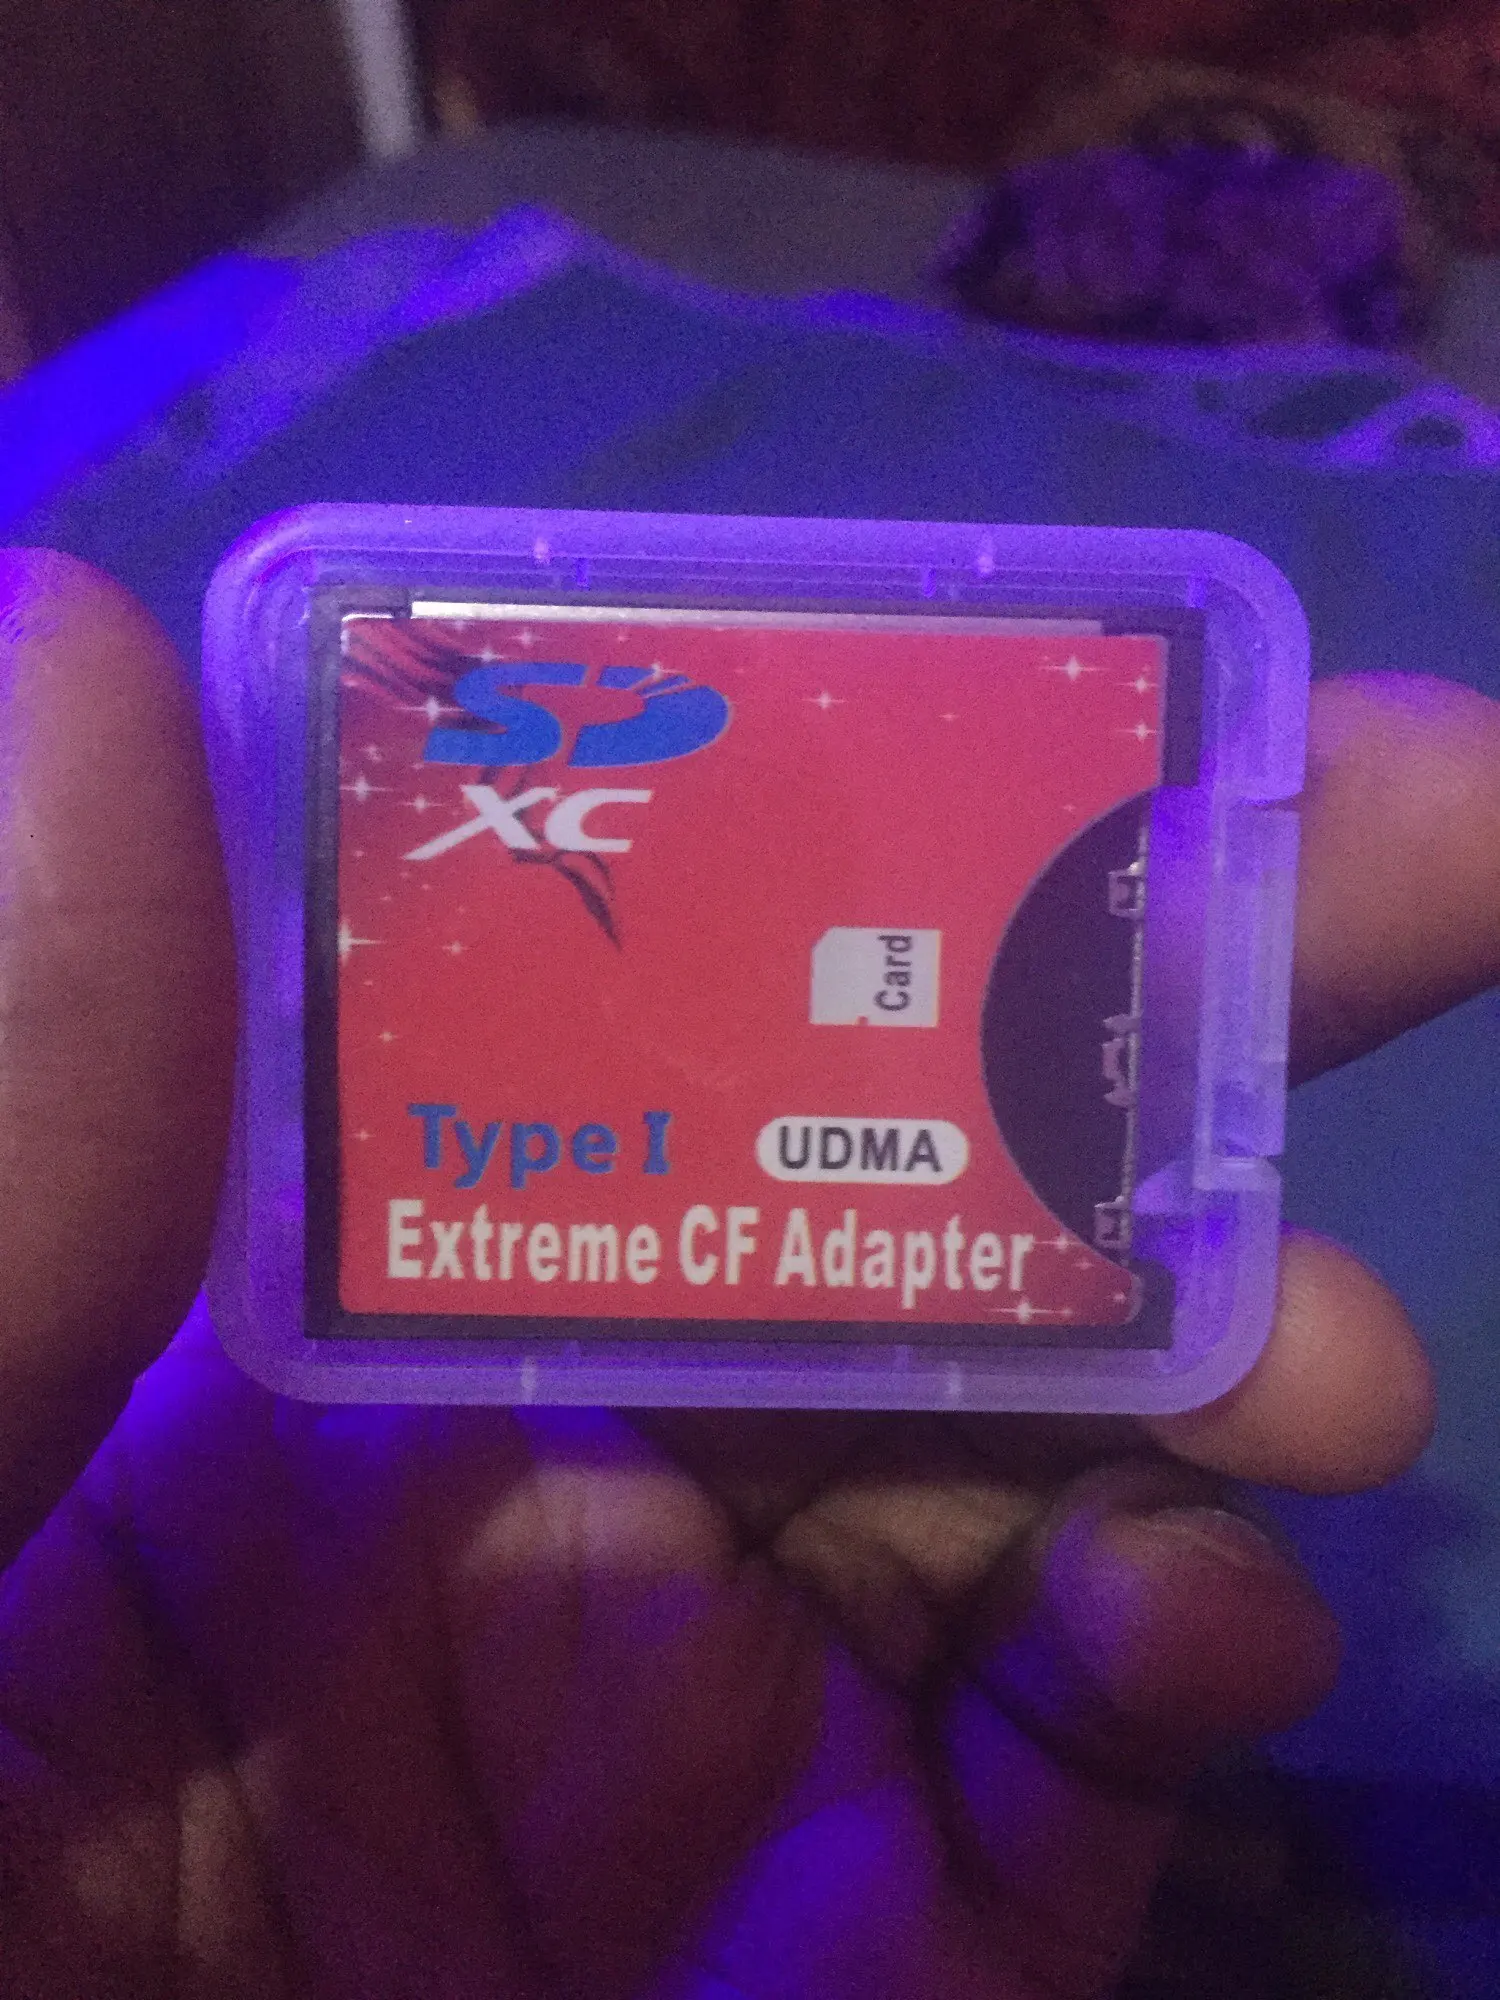 SD
XC
Card
Type I
UDMA
Extreme CF Adapter